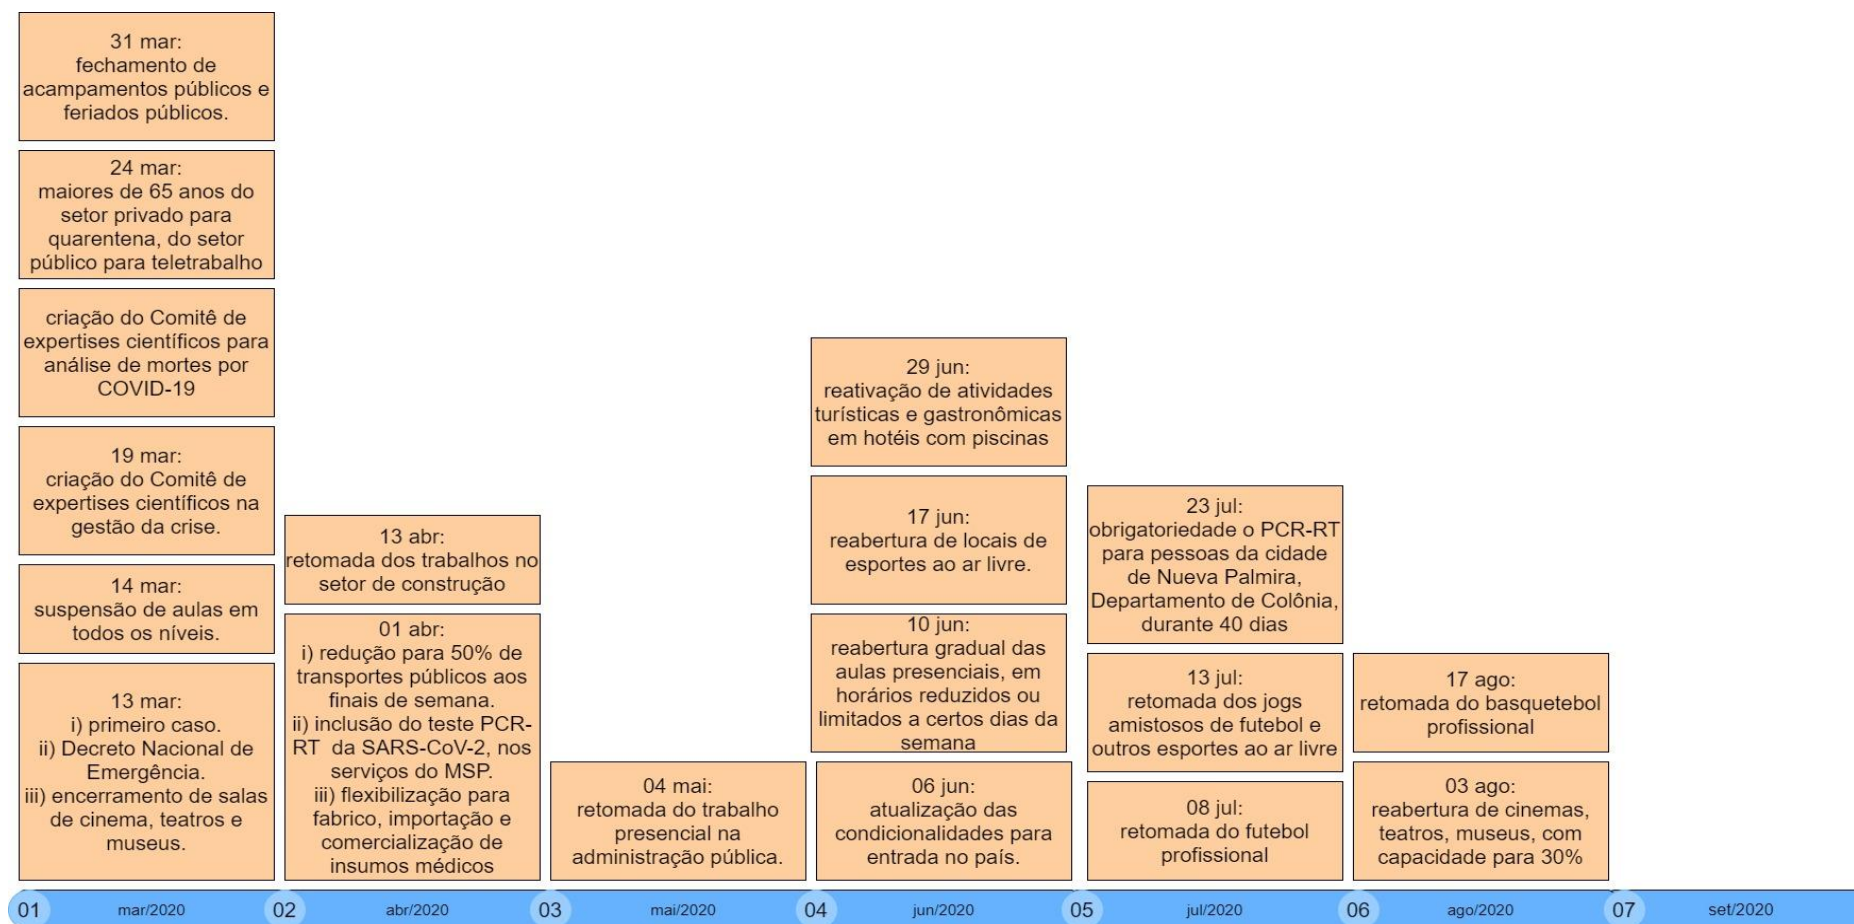 31 mar:
fechamento de
acampamentos públicos e
feriados públicos.
24 mar:
maiores de 65 anos do
setor privado para
quarentena, do setor
público para teletrabalho
criação do Comitê de
expertises científicos para
análise de mortes por
COVID-19
19 mar:
criação do Comitê de
expertises científicos na
gestão da crise.
14 mar:
suspensão de aulas em
todos os níveis.
13 mar:
i) primeiro caso.
ii) Decreto Nacional de
Emergência.
iii) encerramento de salas
de cinema, teatros e
museus.
13 abr:
retomada dos trabalhos no
setor de construção
01 abr:
i) redução para 50% de
transportes públicos aos
finais de semana.
ii) inclusão do teste PCR-
RT da SARS-CoV-2, nos
serviços do MSP.
iii) flexibilização para
fabrico, importação e
comercialização de
insumos médicos
04 mai:
retomada do trabalho
presencial na
administração pública.
29 jun:
reativação de atividades
turísticas e gastronômicas
em hotéis com piscinas
17 jun:
reabertura de locais de
esportes ao ar livre.
10 jun:
reabertura gradual das
aulas presenciais, em
horários reduzidos ou
limitados a certos dias da
semana
06 jun:
atualização das
condicionalidades para
entrada no país.
23 jul:
obrigatoriedade o PCR-RT
para pessoas da cidade
de Nueva Palmira,
Departamento de Colônia,
durante 40 dias
13 jul:
retomada dos jogs
amistosos de futebol e
outros esportes ao ar livre
08 jul:
retomada do futebol
profissional
17 ago:
retomada do basquetebol
profissional
03 ago:
reabertura de cinemas,
teatros, museus, com
capacidade para 30%
01 mar/2020 02 abr/2020 03 mai/2020 04 jun/2020 05 jul/2020 06 ago/2020 07 set/2020